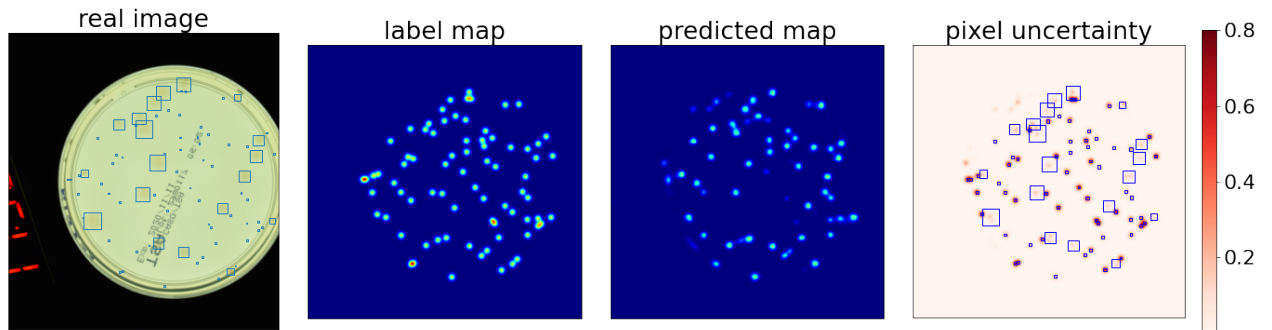 real image
label map
predicted map
pixel uncertainty
0.8
0.6
0.4
0.2